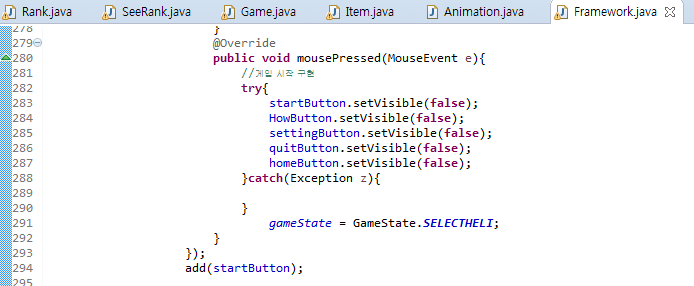 Rank.java SeeRank.java Game.java Item.java Animation.java Framework.java
278 }
279 @Override
280 public void mousePressed(MouseEvent e){
281 //게임 시작 구현
282 try{
283 startButton.setVisible(false);
284 HowButton.setVisible(false);
285 settingButton.setVisible(false);
286 quitButton.setVisible(false);
287 homeButton.setVisible(false);
288 }catch(Exception z){
289
290 }
291 gameState = GameState.SELECTHELI;
292 }
293 });
294 add(startButton);
295